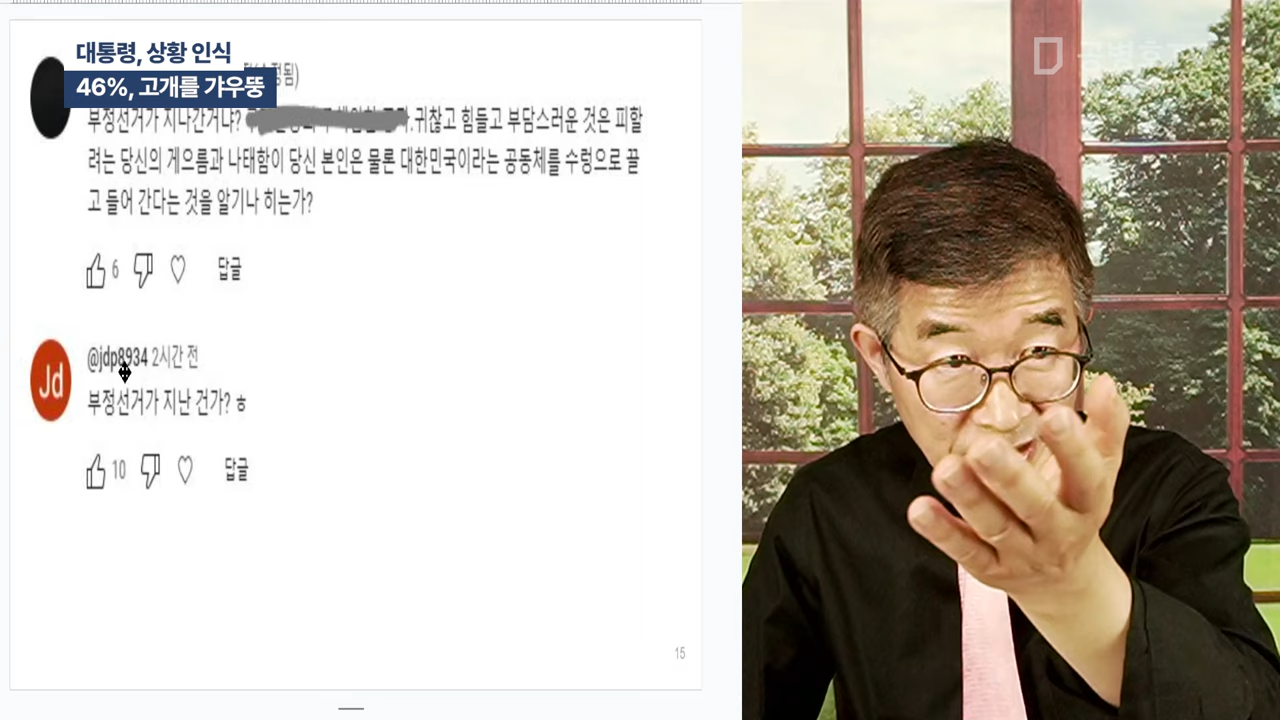 대통령, 상황 인식
46%, 고개를 갸우뚱
부정선거가 지나간거냐? 귀찮고 힘들고 부담스러운 것은 피할
려는 당신의 게으름과 나태함이 당신 본인은 물론 대한민국이라는 공동체를 수렁으로 끌
고 들어 간다는 것을 알기나 히는가?
6 답글
Jd
@jdp8934 2시간 전
부정선거가 지난 건가? ㅎ
10 답글
15